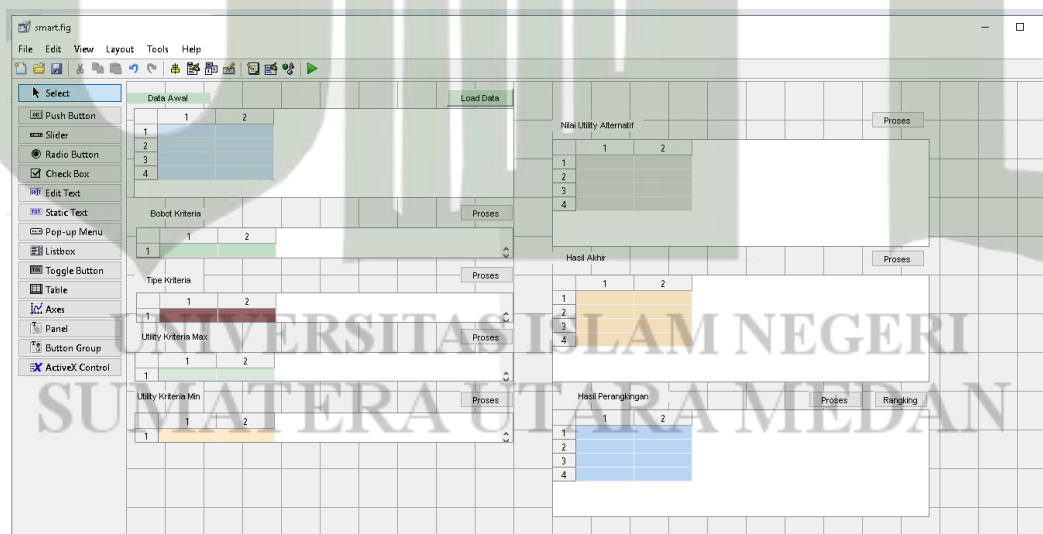 smart.fig
File Edit View Layout Tools Help
Select
Push Button
Slider
Radio Button
Check Box
Edit Text
Static Text
Pop-up Menu
Listbox
Toggle Button
Table
Axes
Panel
Button Group
ActiveX Control
Data Awal
Load Data
1 2
1
2
3
4
Bobot Kriteria
Proses
1 2
1
Tipe Kriteria
Proses
1 2
1
Utility Kriteria Max
Proses
1 2
1
Utility Kriteria Min
Proses
1 2
1
Nilai Utility Alternatif
Proses
1 2
1
2
3
4
Hasil Akhir
Proses
1 2
1
2
3
4
Hasil Perangkingan
Proses
Rangking
1 2
1
2
3
4
UNIVERSITAS ISLAM NEGERI
SUMATERA UTARA MEDAN